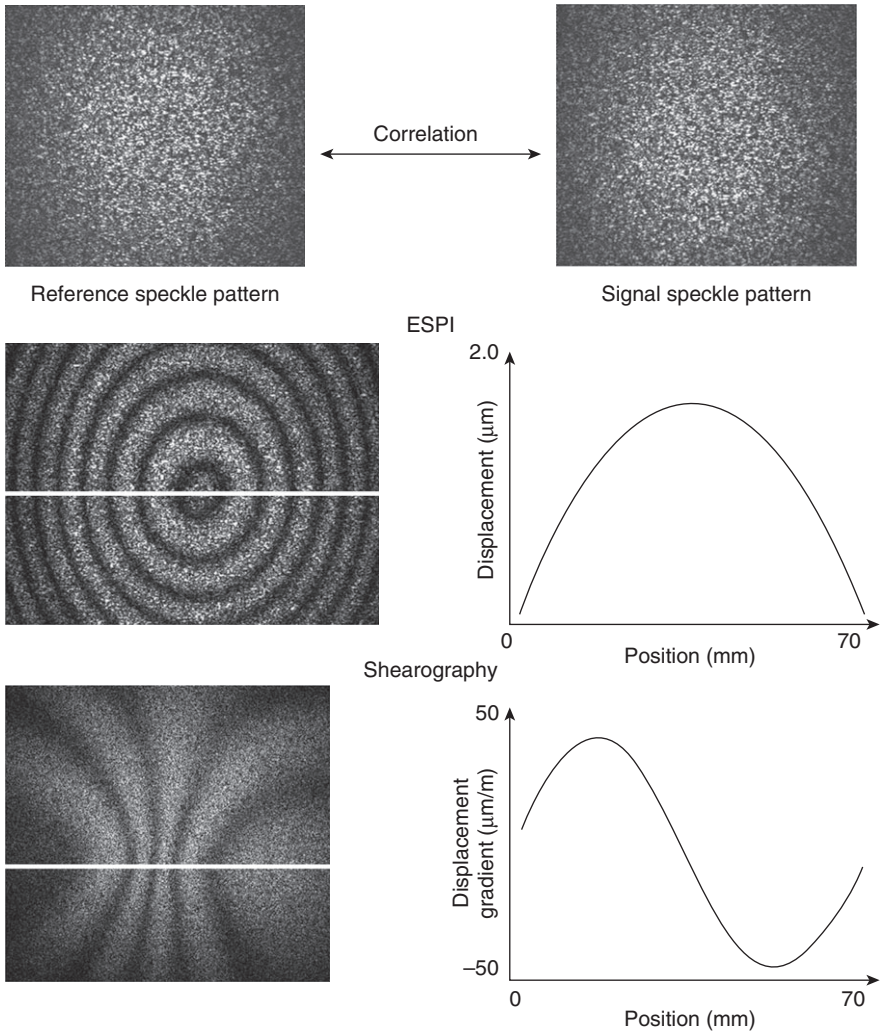 Correlation
Reference speckle pattern
Signal speckle pattern
ESPI
2.0
Displacement (μm)
0
70
Position (mm)
Shearography
50
Displacement
gradient (μm/m)
–50
0
70
Position (mm)